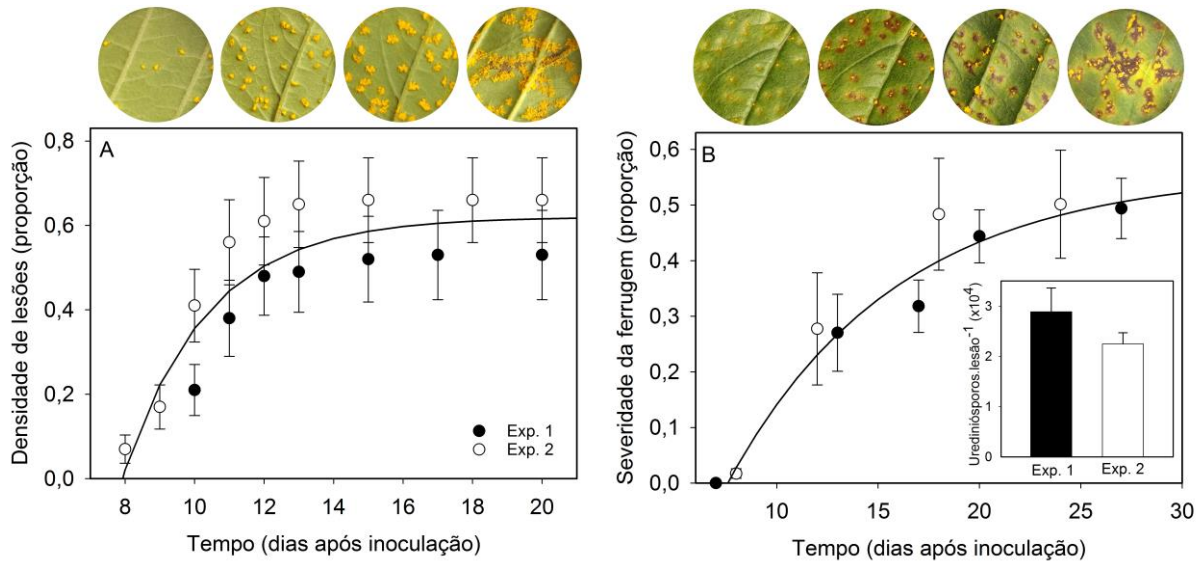 A
Densidade de lesões (proporção)
0,8
0,6
0,4
0,2
0,0
8 10 12 14 16 18 20
Tempo (dias após inoculação)
Exp. 1
Exp. 2
B
Severidade da ferrugem (proporção)
0,6
0,5
0,4
0,3
0,2
0,1
0,0
10 15 20 25 30
Tempo (dias após inoculação)
Urediniósporos.lesão⁻¹ (x10⁴)
3
2
1
0
Exp. 1 Exp. 2